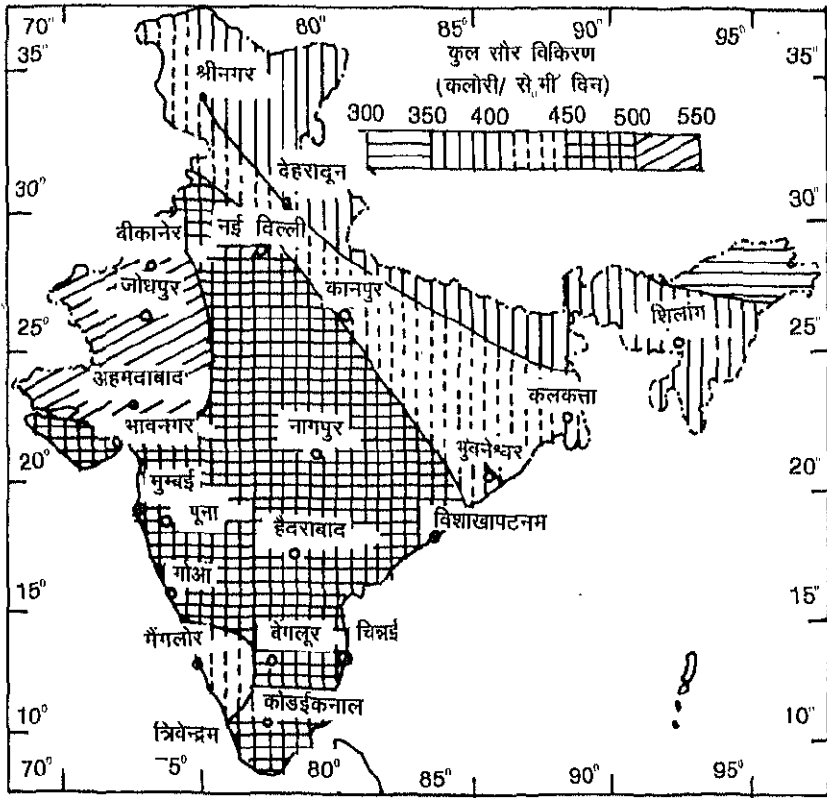 70° 80° 85° 90° 95°
35° 35°
कुल सौर विकिरण
(कलोरी/ से.मी दिन)
300 350 400 450 500 550
श्रीनगर
देहरादून
30° 30°
बीकानेर नई दिल्ली
जोधपुर
कानपुर
शिलांग
25° 25°
अहमदाबाद
कलकत्ता
भावनगर
नागपुर
भुवनेश्वर
20° 20°
मुम्बई
पूना
हैदराबाद
विशाखापटनम
गोआ
15° 15°
मैंगलोर
बेंगलूर
चिन्नई
कोडईकनाल
त्रिवेन्द्रम
10° 10°
70° 75° 80° 85° 90° 95°